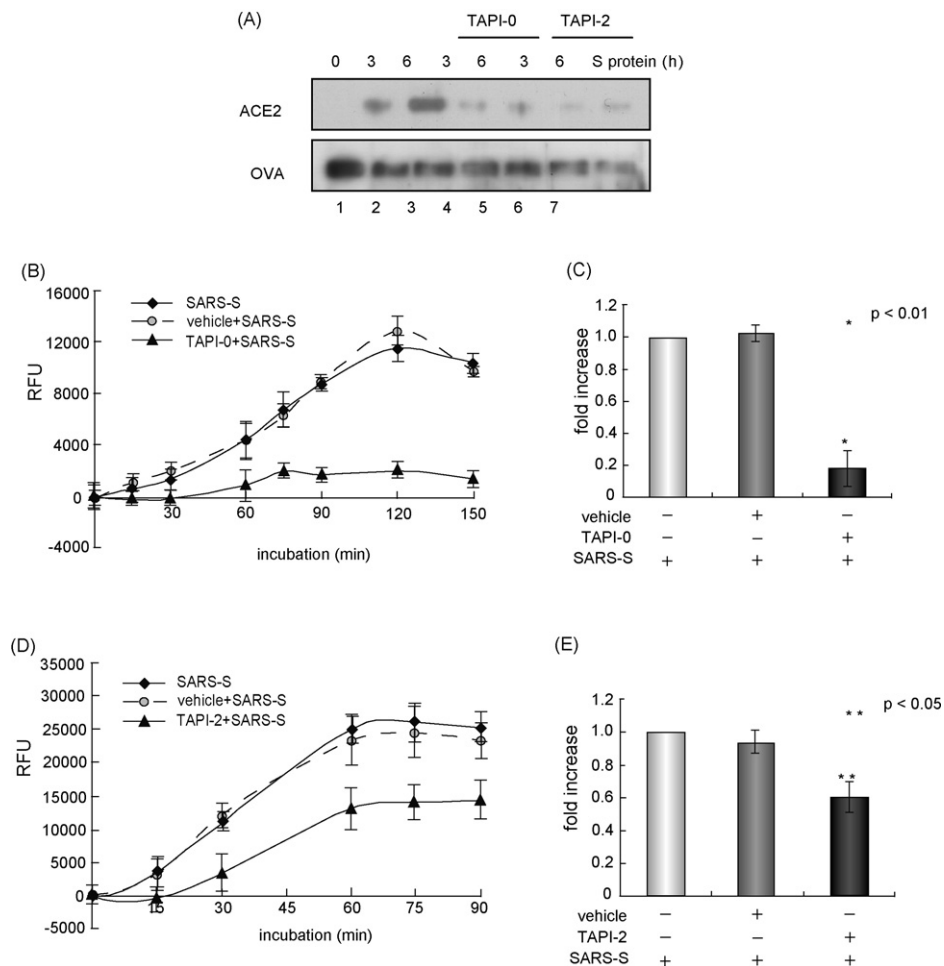 (A)
TAPI-0 TAPI-2
0 3 6 3 6 3 6 S protein (h)
ACE2
OVA
1 2 3 4 5 6 7
(B)
16000
12000
8000
4000
0
-4000
RFU
SARS-S
vehicle+SARS-S
TAPI-0+SARS-S
30 60 90 120 150
incubation (min)
(C)
1.2
1.0
0.8
0.6
0.4
0.2
0
fold increase
* p < 0.01
*
vehicle − + −
TAPI-0 − − +
SARS-S + + +
(D)
35000
30000
25000
20000
15000
10000
5000
0
-5000
RFU
SARS-S
vehicle+SARS-S
TAPI-2+SARS-S
15 30 45 60 75 90
incubation (min)
(E)
1.2
1.0
0.8
0.6
0.4
0.2
0
fold increase
** p < 0.05
**
vehicle − + −
TAPI-2 − − +
SARS-S + + +